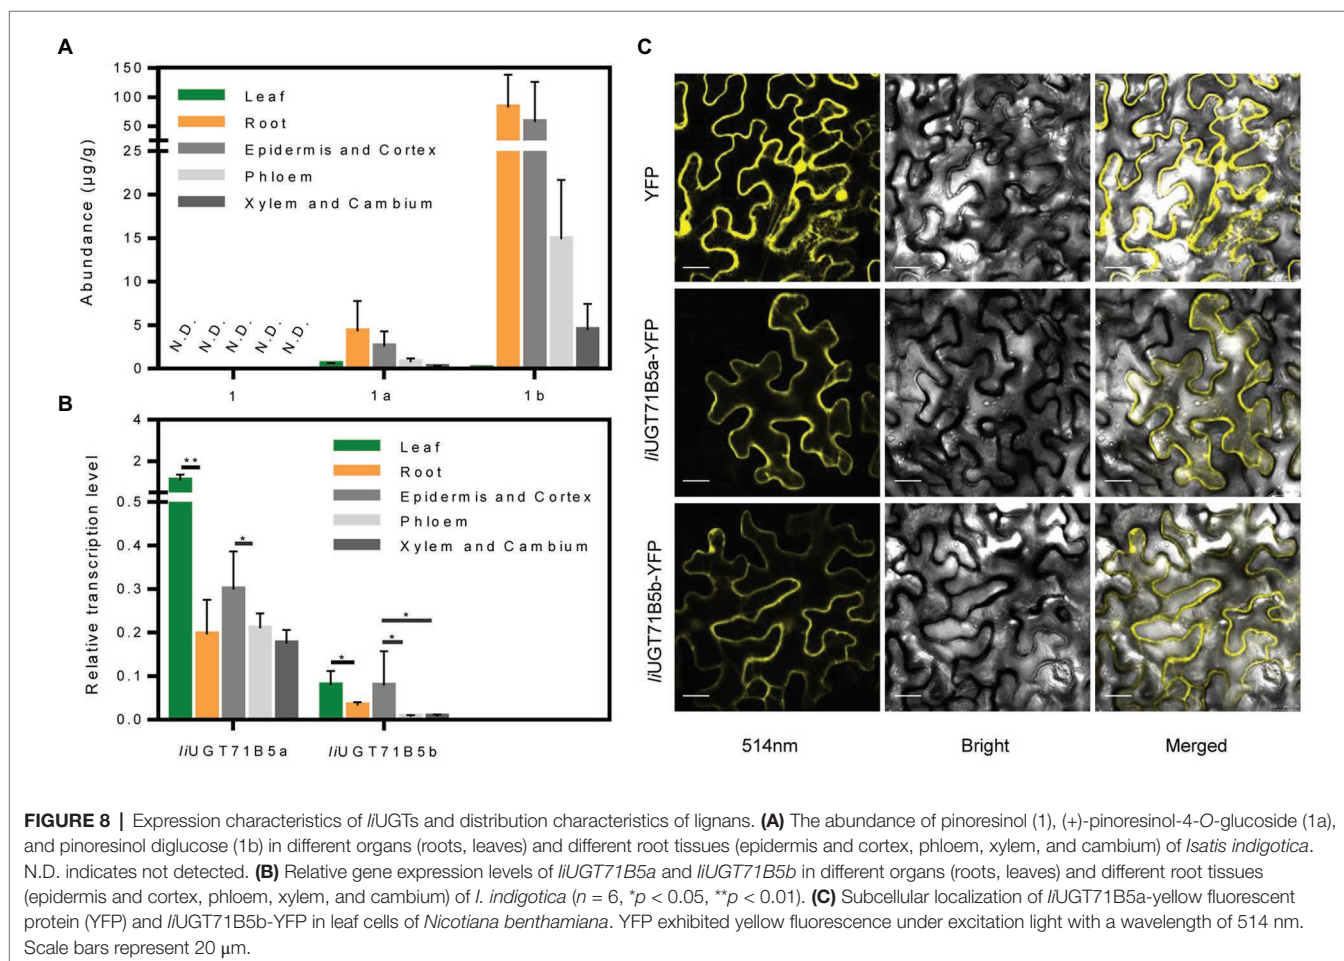 A
150
100
50
25
20
15
10
5
0
Abundance (µg/g)
Leaf
Root
Epidermis and Cortex
Phloem
Xylem and Cambium
N.D. N.D. N.D. N.D. N.D.
1 1a 1b
B
4
2
0.5
0.4
0.3
0.2
0.1
0.0
Relative transcription level
Leaf
Root
Epidermis and Cortex
Phloem
Xylem and Cambium
**
*
*
*
*
IiUGT71B5a IiUGT71B5b
C
YFP
IiUGT71B5a-YFP
IiUGT71B5b-YFP
514nm Bright Merged
FIGURE 8 | Expression characteristics of IiUGTs and distribution characteristics of lignans. (A) The abundance of pinoresinol (1), (+)-pinoresinol-4-O-glucoside (1a),
and pinoresinol diglucose (1b) in different organs (roots, leaves) and different root tissues (epidermis and cortex, phloem, xylem, and cambium) of Isatis indigotica.
N.D. indicates not detected. (B) Relative gene expression levels of IiUGT71B5a and IiUGT71B5b in different organs (roots, leaves) and different root tissues
(epidermis and cortex, phloem, xylem, and cambium) of I. indigotica (n = 6, *p < 0.05, **p < 0.01). (C) Subcellular localization of IiUGT71B5a-yellow fluorescent
protein (YFP) and IiUGT71B5b-YFP in leaf cells of Nicotiana benthamiana. YFP exhibited yellow fluorescence under excitation light with a wavelength of 514 nm.
Scale bars represent 20 µm.